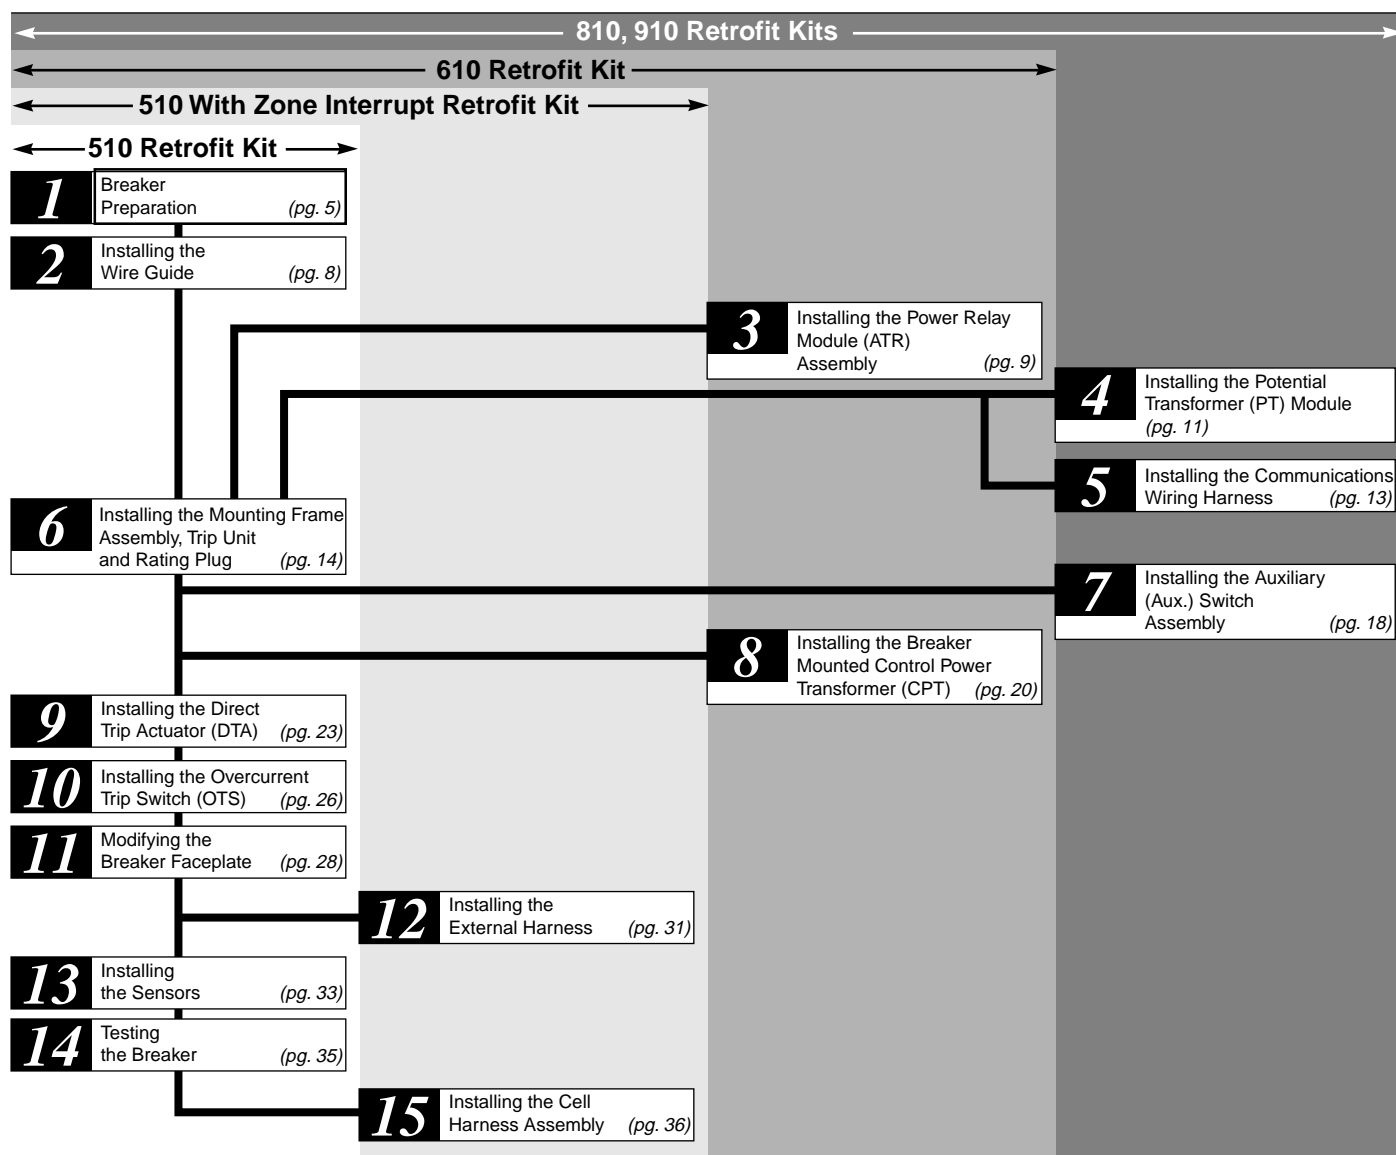 810, 910 Retrofit Kits
610 Retrofit Kit
510 With Zone Interrupt Retrofit Kit
510 Retrofit Kit
1
Breaker
Preparation (pg. 5)
2
Installing the
Wire Guide (pg. 8)
3
Installing the Power Relay
Module (ATR)
Assembly (pg. 9)
4
Installing the Potential
Transformer (PT) Module
(pg. 11)
5
Installing the Communications
Wiring Harness (pg. 13)
6
Installing the Mounting Frame
Assembly, Trip Unit
and Rating Plug (pg. 14)
7
Installing the Auxiliary
(Aux.) Switch
Assembly (pg. 18)
8
Installing the Breaker
Mounted Control Power
Transformer (CPT) (pg. 20)
9
Installing the Direct
Trip Actuator (DTA) (pg. 23)
10
Installing the Overcurrent
Trip Switch (OTS) (pg. 26)
11
Modifying the
Breaker Faceplate (pg. 28)
12
Installing the
External Harness (pg. 31)
13
Installing
the Sensors (pg. 33)
14
Testing
the Breaker (pg. 35)
15
Installing the Cell
Harness Assembly (pg. 36)